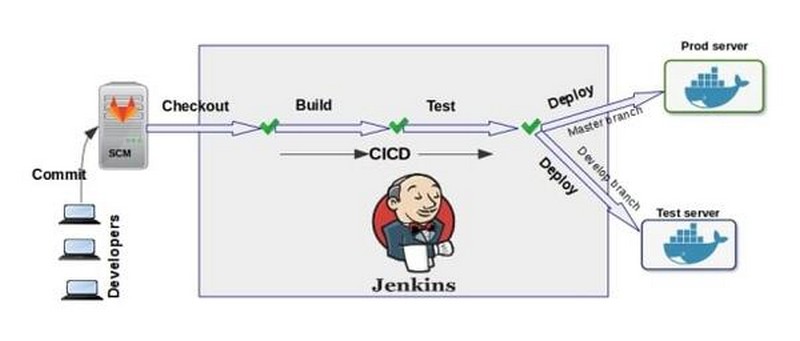 Prod server
Checkout
Build
Test
Deploy
Master branch
SCM
CICD
Commit
Deploy
Develop branch
Developers
Test server
Jenkins